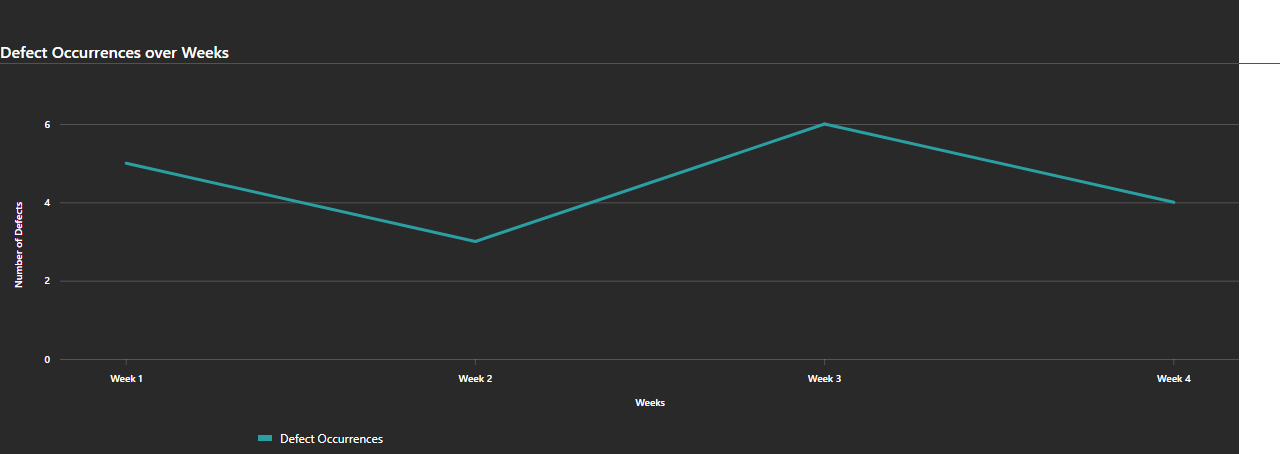 Defect Occurrences over Weeks
6
4
2
0
Number of Defects
Week 1
Week 2
Week 3
Week 4
Weeks
Defect Occurrences